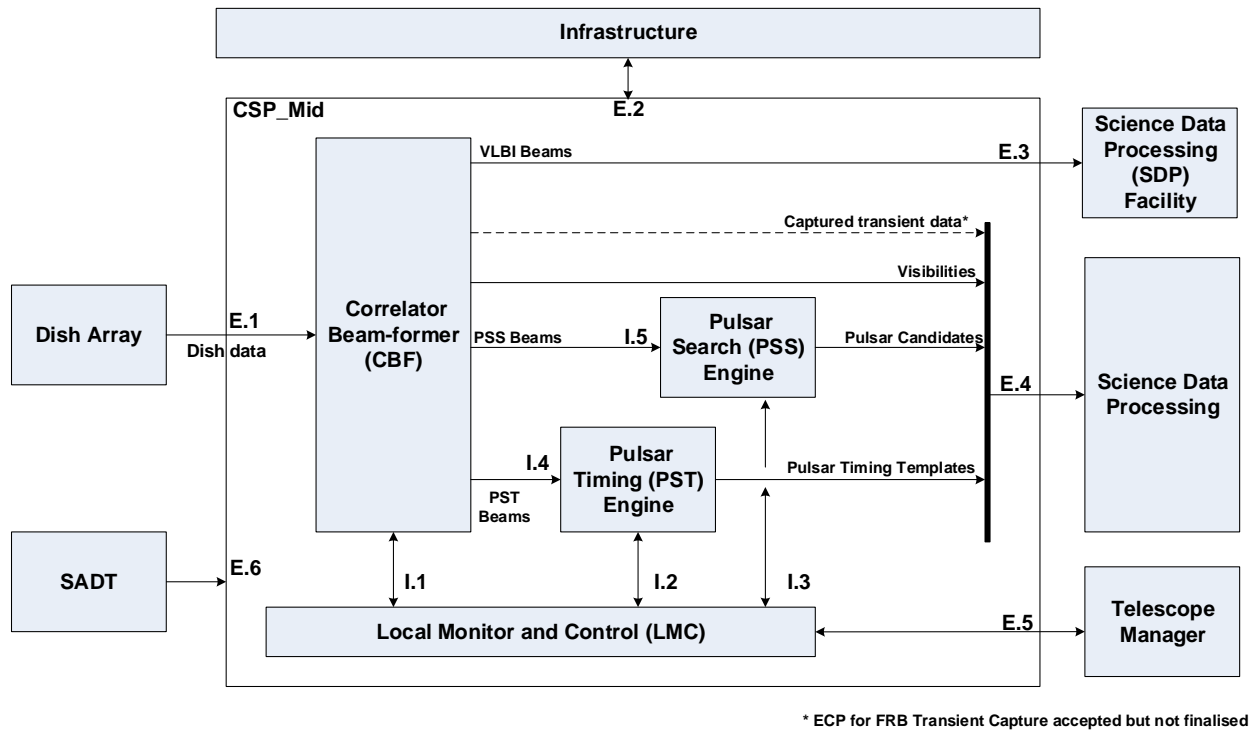 Infrastructure
CSP_Mid
E.2
VLBI Beams
E.3
Science Data
Processing
(SDP)
Facility
Captured transient data*
Visibilities
Dish Array
E.1
Dish data
Correlator
Beam-former
(CBF)
PSS Beams
I.5
Pulsar
Search (PSS)
Engine
Pulsar Candidates
E.4
Science Data
Processing
I.4
PST
Beams
Pulsar
Timing (PST)
Engine
Pulsar Timing Templates
SADT
E.6
I.1
I.2
I.3
Local Monitor and Control (LMC)
E.5
Telescope
Manager
* ECP for FRB Transient Capture accepted but not finalised